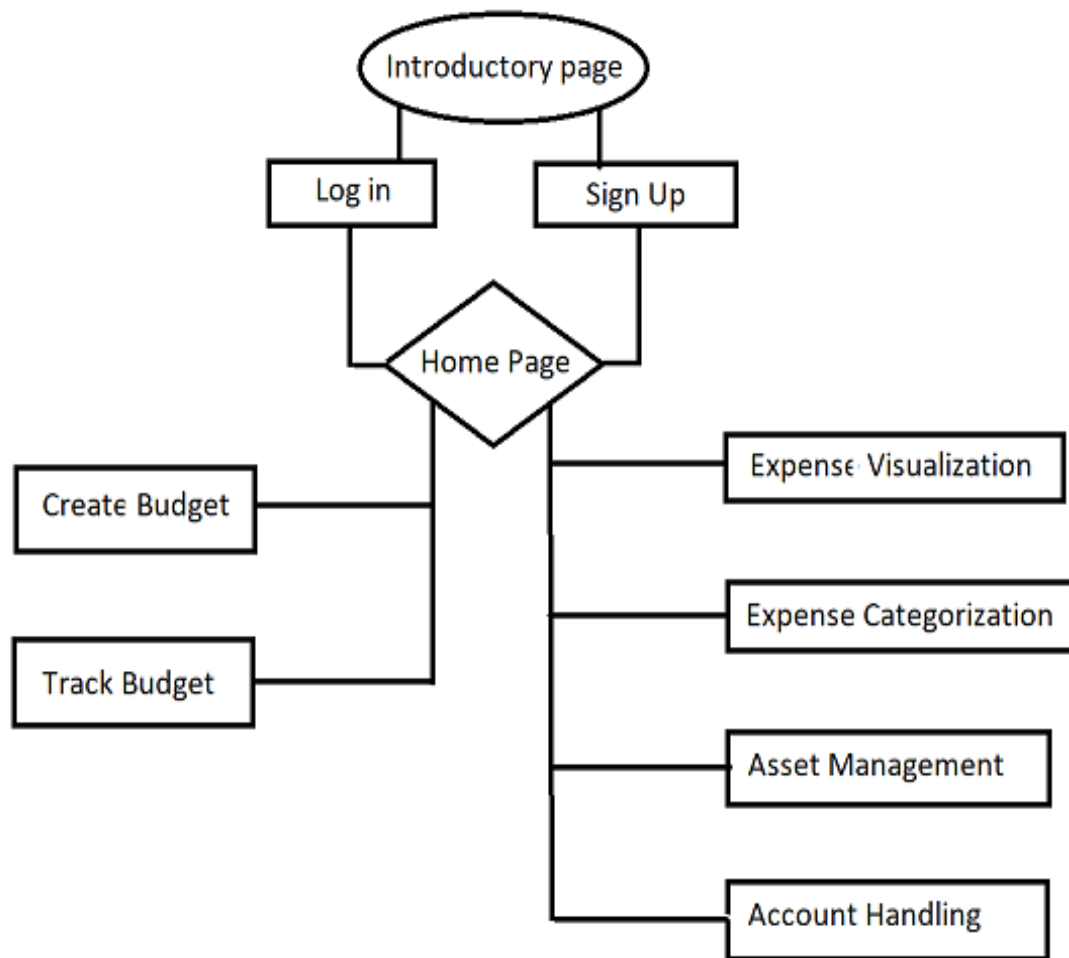 Introductory page
Log in
Sign Up
Home Page
Create Budget
Track Budget
Expense Visualization
Expense Categorization
Asset Management
Account Handling